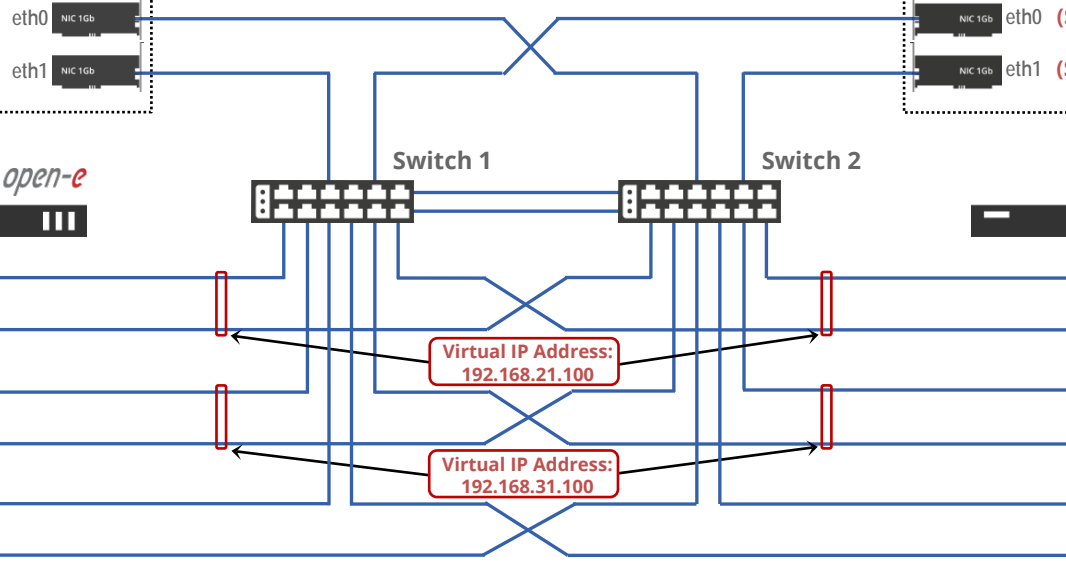 eth0 NIC 1Gb NIC 1Gb eth0 (
eth1 NIC 1Gb NIC 1Gb eth1 (
Switch 1 Switch 2
open-e
Virtual IP Address:
192.168.21.100
Virtual IP Address:
192.168.31.100